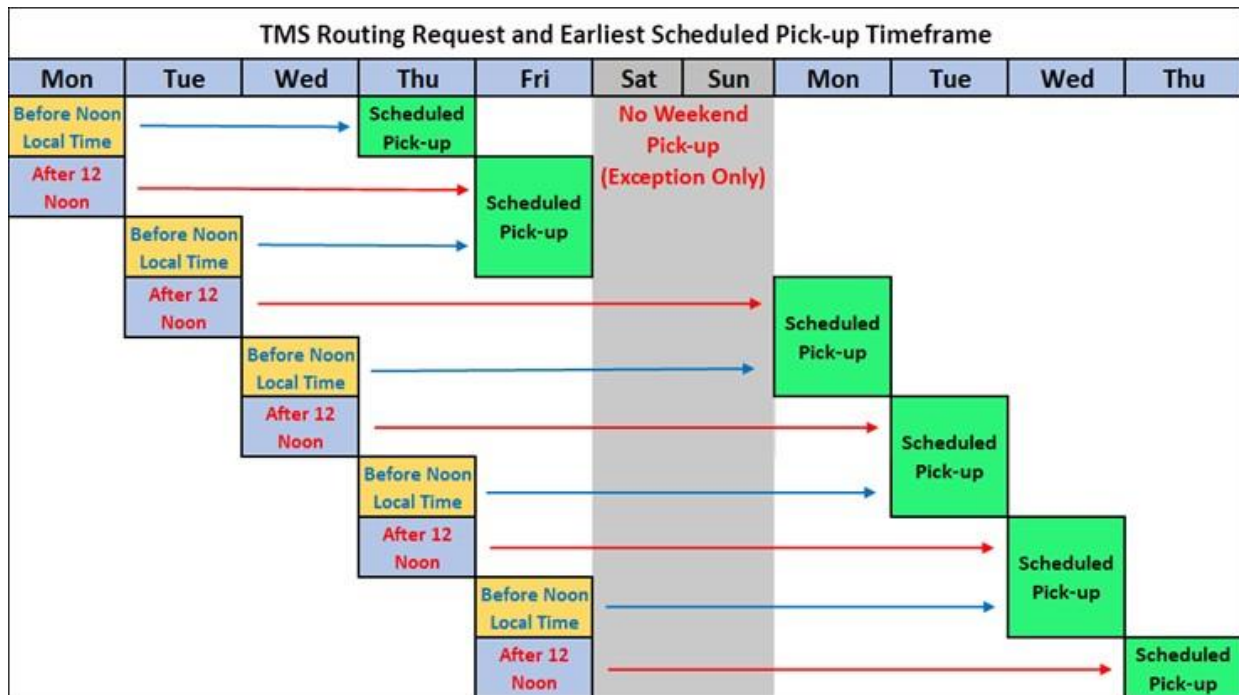 TMS Routing Request and Earliest Scheduled Pick-up Timeframe
Mon Tue Wed Thu Fri Sat Sun Mon Tue Wed Thu
Before Noon
Local Time
Scheduled
Pick-up
No Weekend
Pick-up
(Exception Only)
After 12
Noon
Scheduled
Pick-up
Before Noon
Local Time
After 12
Noon
Scheduled
Pick-up
Before Noon
Local Time
After 12
Noon
Scheduled
Pick-up
Before Noon
Local Time
After 12
Noon
Scheduled
Pick-up
Before Noon
Local Time
After 12
Noon
Scheduled
Pick-up